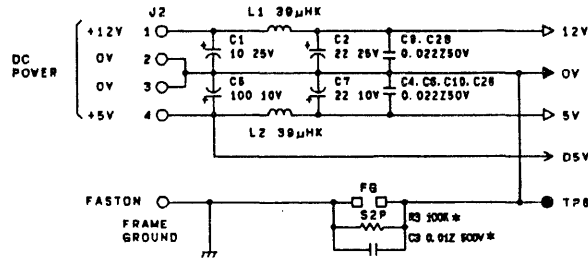 J2
L1 39μHK
DC
POWER
+12V 1
0V 2
0V 3
+5V 4
C1
10 25V
C2
22 25V
C9.C28
0.022Z50V
C5
100 10V
C7
22 10V
C4.C6.C10.C26
0.022Z50V
L2 39μHK
12V
0V
5V
D5V
FASTON
FRAME
GROUND
FG
S2P
R3 100K*
C3 0.01Z 500V*
TP8